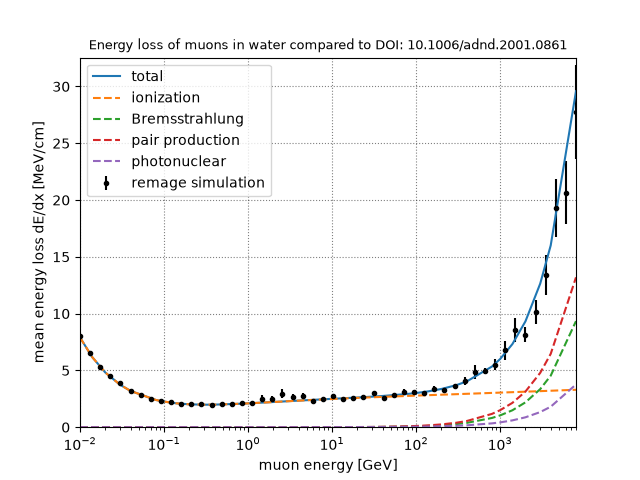 Energy loss of muons in water compared to DOI: 10.1006/adnd.2001.0861
total
ionization
Bremsstrahlung
pair production
photonuclear
remage simulation
mean energy loss dE/dx [MeV/cm]
30
25
20
15
10
5
0
10⁻² 10⁻¹ 10⁰ 10¹ 10² 10³
muon energy [GeV]